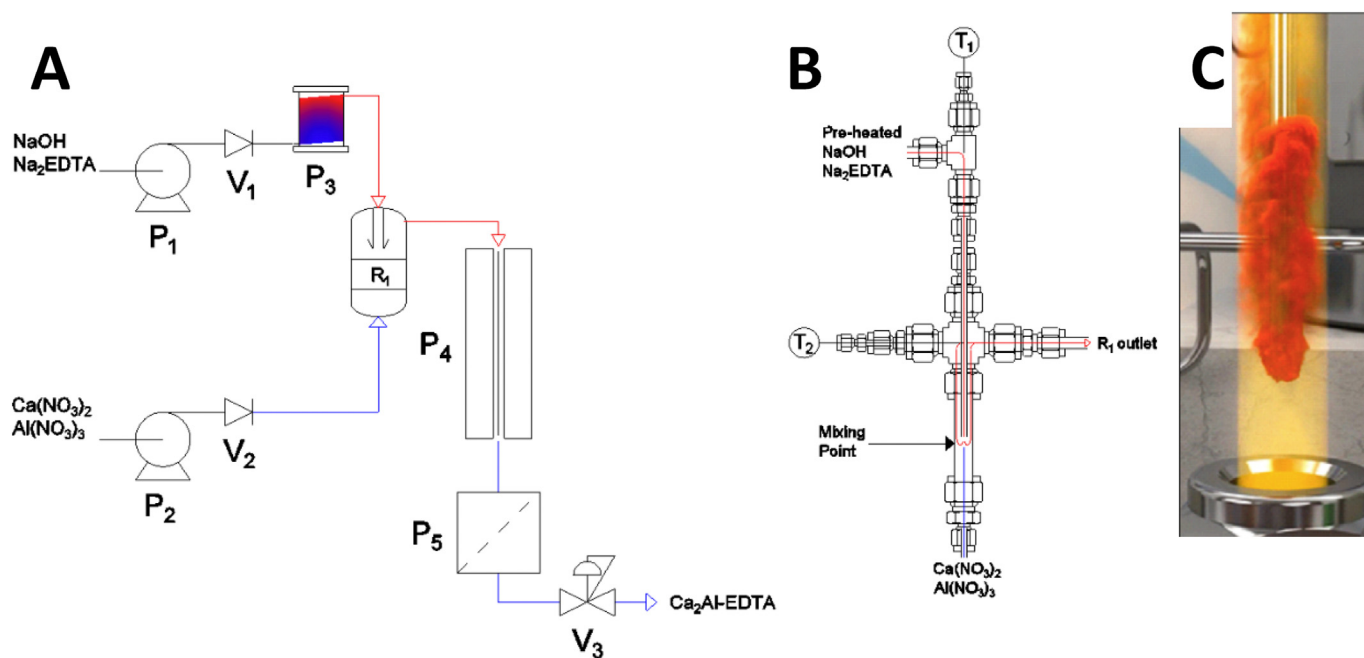 A
NaOH
Na₂EDTA
P₁
V₁
P₃
R₁
P₄
Ca(NO₃)₂
Al(NO₃)₃
P₂
V₂
P₅
V₃
Ca₂Al-EDTA
B
T₁
Pre-heated
NaOH
Na₂EDTA
T₂
R₁ outlet
Mixing
Point
Ca(NO₃)₂
Al(NO₃)₃
C